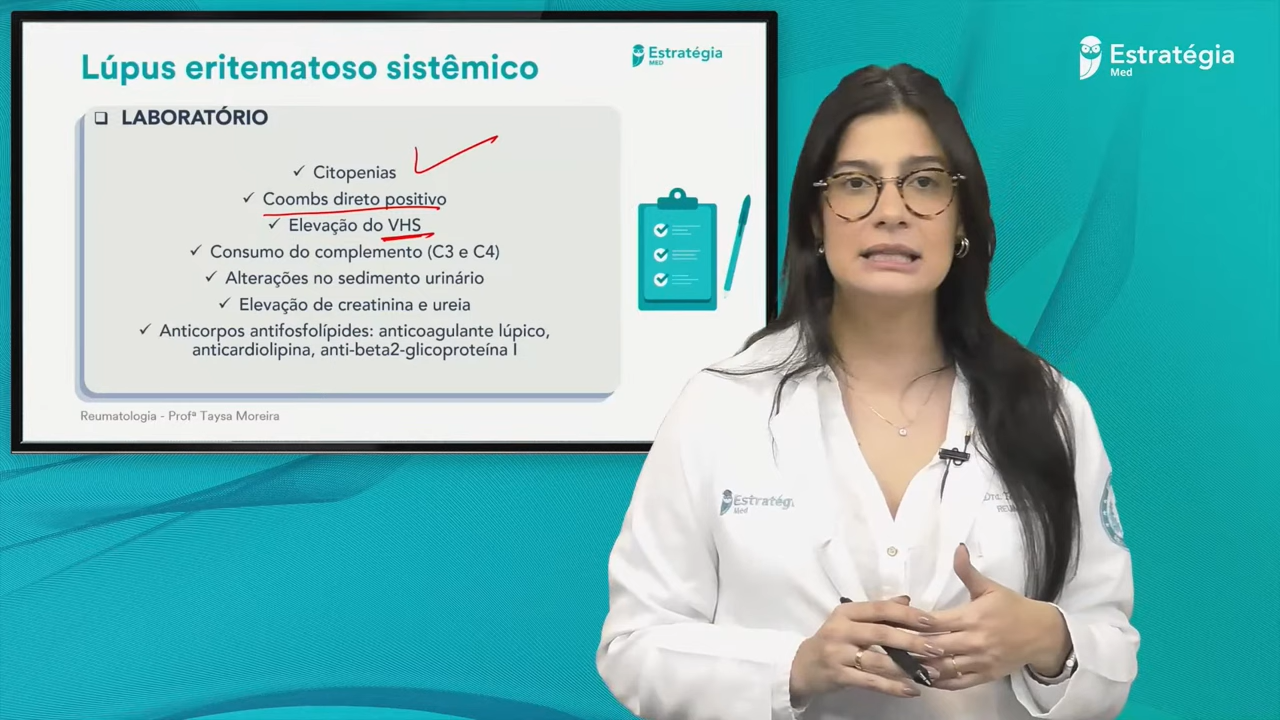 Lúpus eritematoso sistêmico
Estratégia
MED
LABORATÓRIO
Citopenias
Coombs direto positivo
Elevação do VHS
Consumo do complemento (C3 e C4)
Alterações no sedimento urinário
Elevação de creatinina e ureia
Anticorpos antifosfolípides: anticoagulante lúpico,
anticardiolipina, anti-beta2-glicoproteína I
Reumatologia - Profª Taysa Moreira
Estratégia
Med
Estratégi
Med